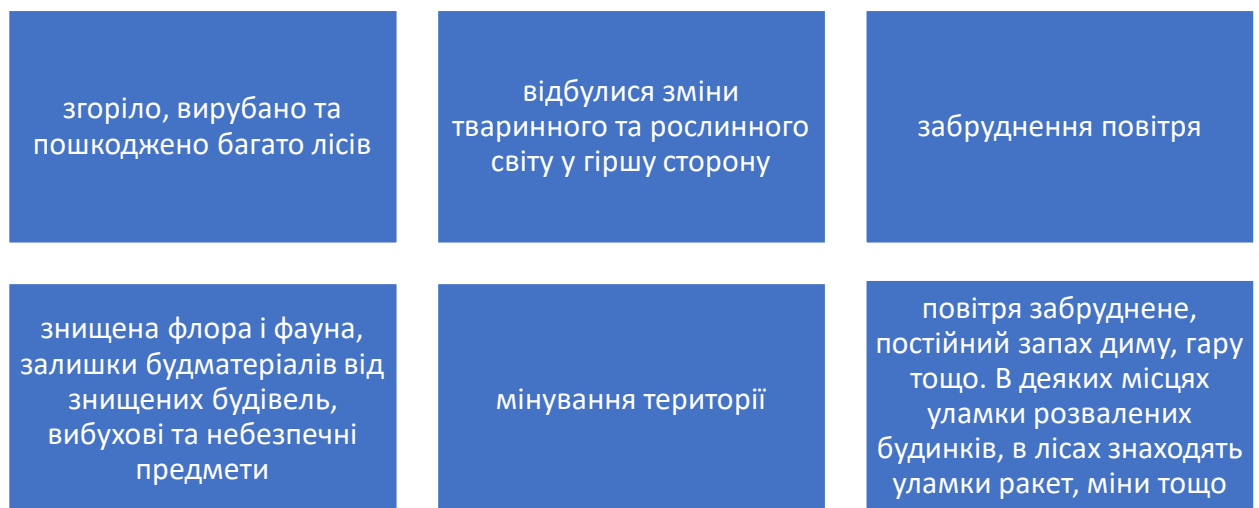 згоріло, вирубано та
пошкоджено багато лісів
відбулися зміни
тваринного та рослинного
світу у гіршу сторону
забруднення повітря
знищена флора і фауна,
залишки будматеріалів від
знищених будівель,
вибухові та небезпечні
предмети
мінування території
повітря забруднене,
постійний запах диму, гару
тощо. В деяких місцях
уламки розвалених
будинків, в лісах знаходять
уламки ракет, міни тощо